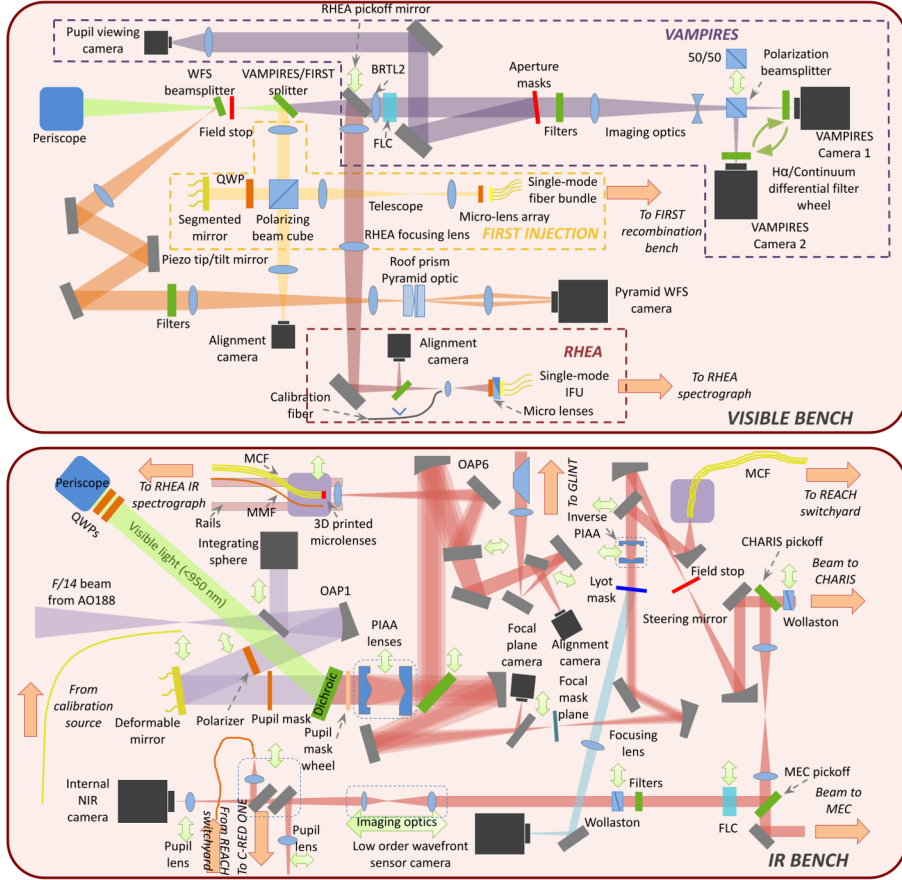 RHEA pickoff mirror
Pupil viewing
camera
VAMPIRES
WFS
beamsplitter
VAMPIRES/FIRST
splitter
BRTL2
Aperture
masks
50/50
Polarization
beamsplitter
Periscope
Field stop
FLC
Filters
Imaging optics
VAMPIRES
Camera 1
QWP
Segmented
mirror
Polarizing
beam cube
Telescope
Micro-lens array
Single-mode
fiber bundle
FIRST INJECTION
To FIRST
recombination
bench
VAMPIRES
Camera 2
Hα/Continuum
differential filter
wheel
RHEA focusing lens
Piezo tip/tilt mirror
Roof prism
Pyramid optic
Filters
Alignment
camera
Pyramid WFS
camera
Alignment
camera
RHEA
Calibration
fiber
Single-mode
IFU
Micro lenses
To RHEA
spectrograph
VISIBLE BENCH
Periscope
QWPs
To RHEA IR
spectrograph
MCF
MMF
Rails
3D printed
microlenses
OAP6
To GLINT
Inverse
PIAA
MCF
To REACH
switchyard
Visible light (<950 nm)
Integrating
sphere
F/14 beam
from AO188
OAP1
PIAA
lenses
Lyot
mask
Field stop
Steering mirror
CHARIS pickoff
Beam to
CHARIS
Wollaston
From
calibration
source
Deformable
mirror
Polarizer
Pupil mask
Dichroic
Pupil
mask
wheel
Focal
plane
camera
Alignment
camera
Focal
mask
plane
Focusing
lens
Internal
NIR
camera
Pupil
lens
From REACH
switchyard
To C-RED ONE
Pupil
lens
Imaging optics
Low order wavefront
sensor camera
Wollaston
Filters
FLC
MEC pickoff
Beam to
MEC
IR BENCH